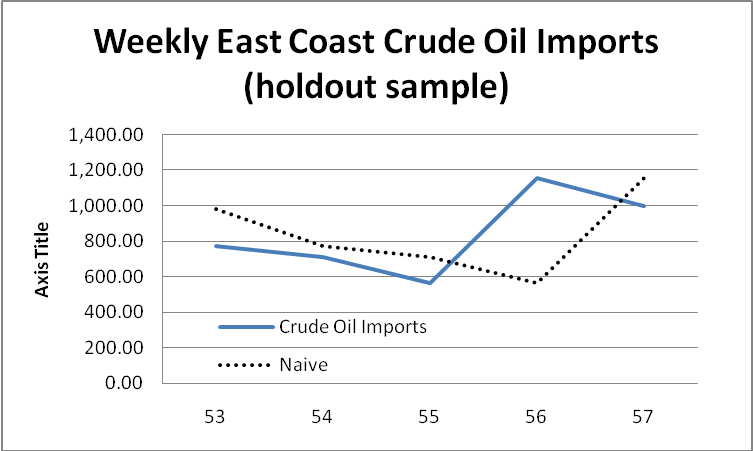 Weekly East Coast Crude Oil Imports
(holdout sample)
1,400.00
1,200.00
1,000.00
800.00
600.00
400.00
200.00
0.00
Axis Title
Crude Oil Imports
Naive
53 54 55 56 57